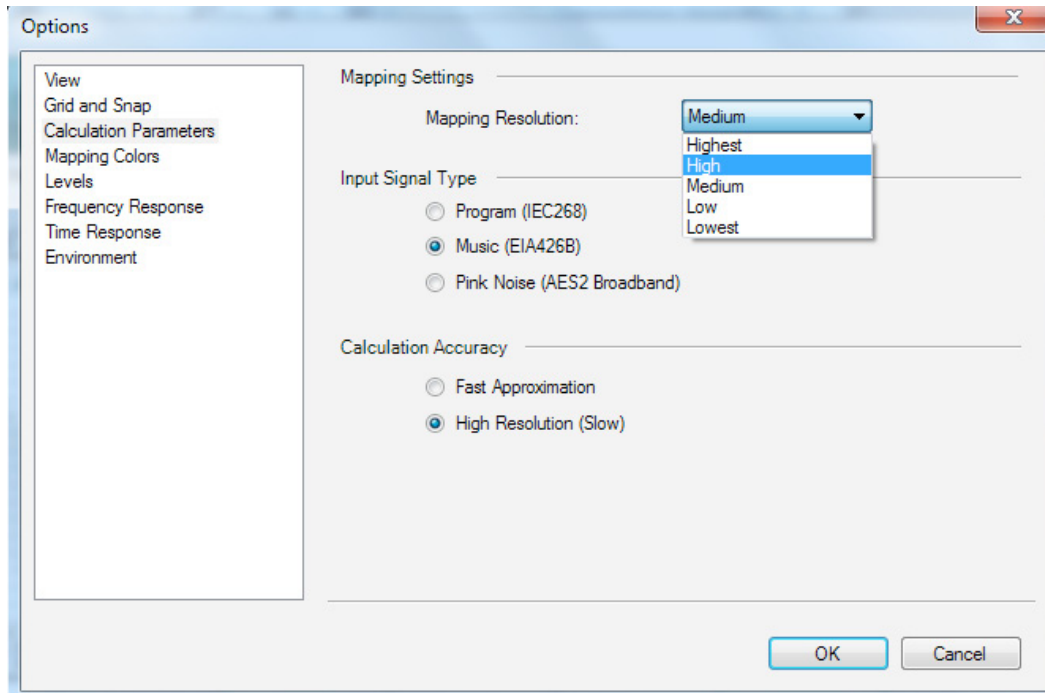 Options
View
Grid and Snap
Calculation Parameters
Mapping Colors
Levels
Frequency Response
Time Response
Environment
Mapping Settings
Mapping Resolution:
Medium
Highest
High
Medium
Low
Lowest
Input Signal Type
Program (IEC268)
Music (EIA426B)
Pink Noise (AES2 Broadband)
Calculation Accuracy
Fast Approximation
High Resolution (Slow)
OK
Cancel